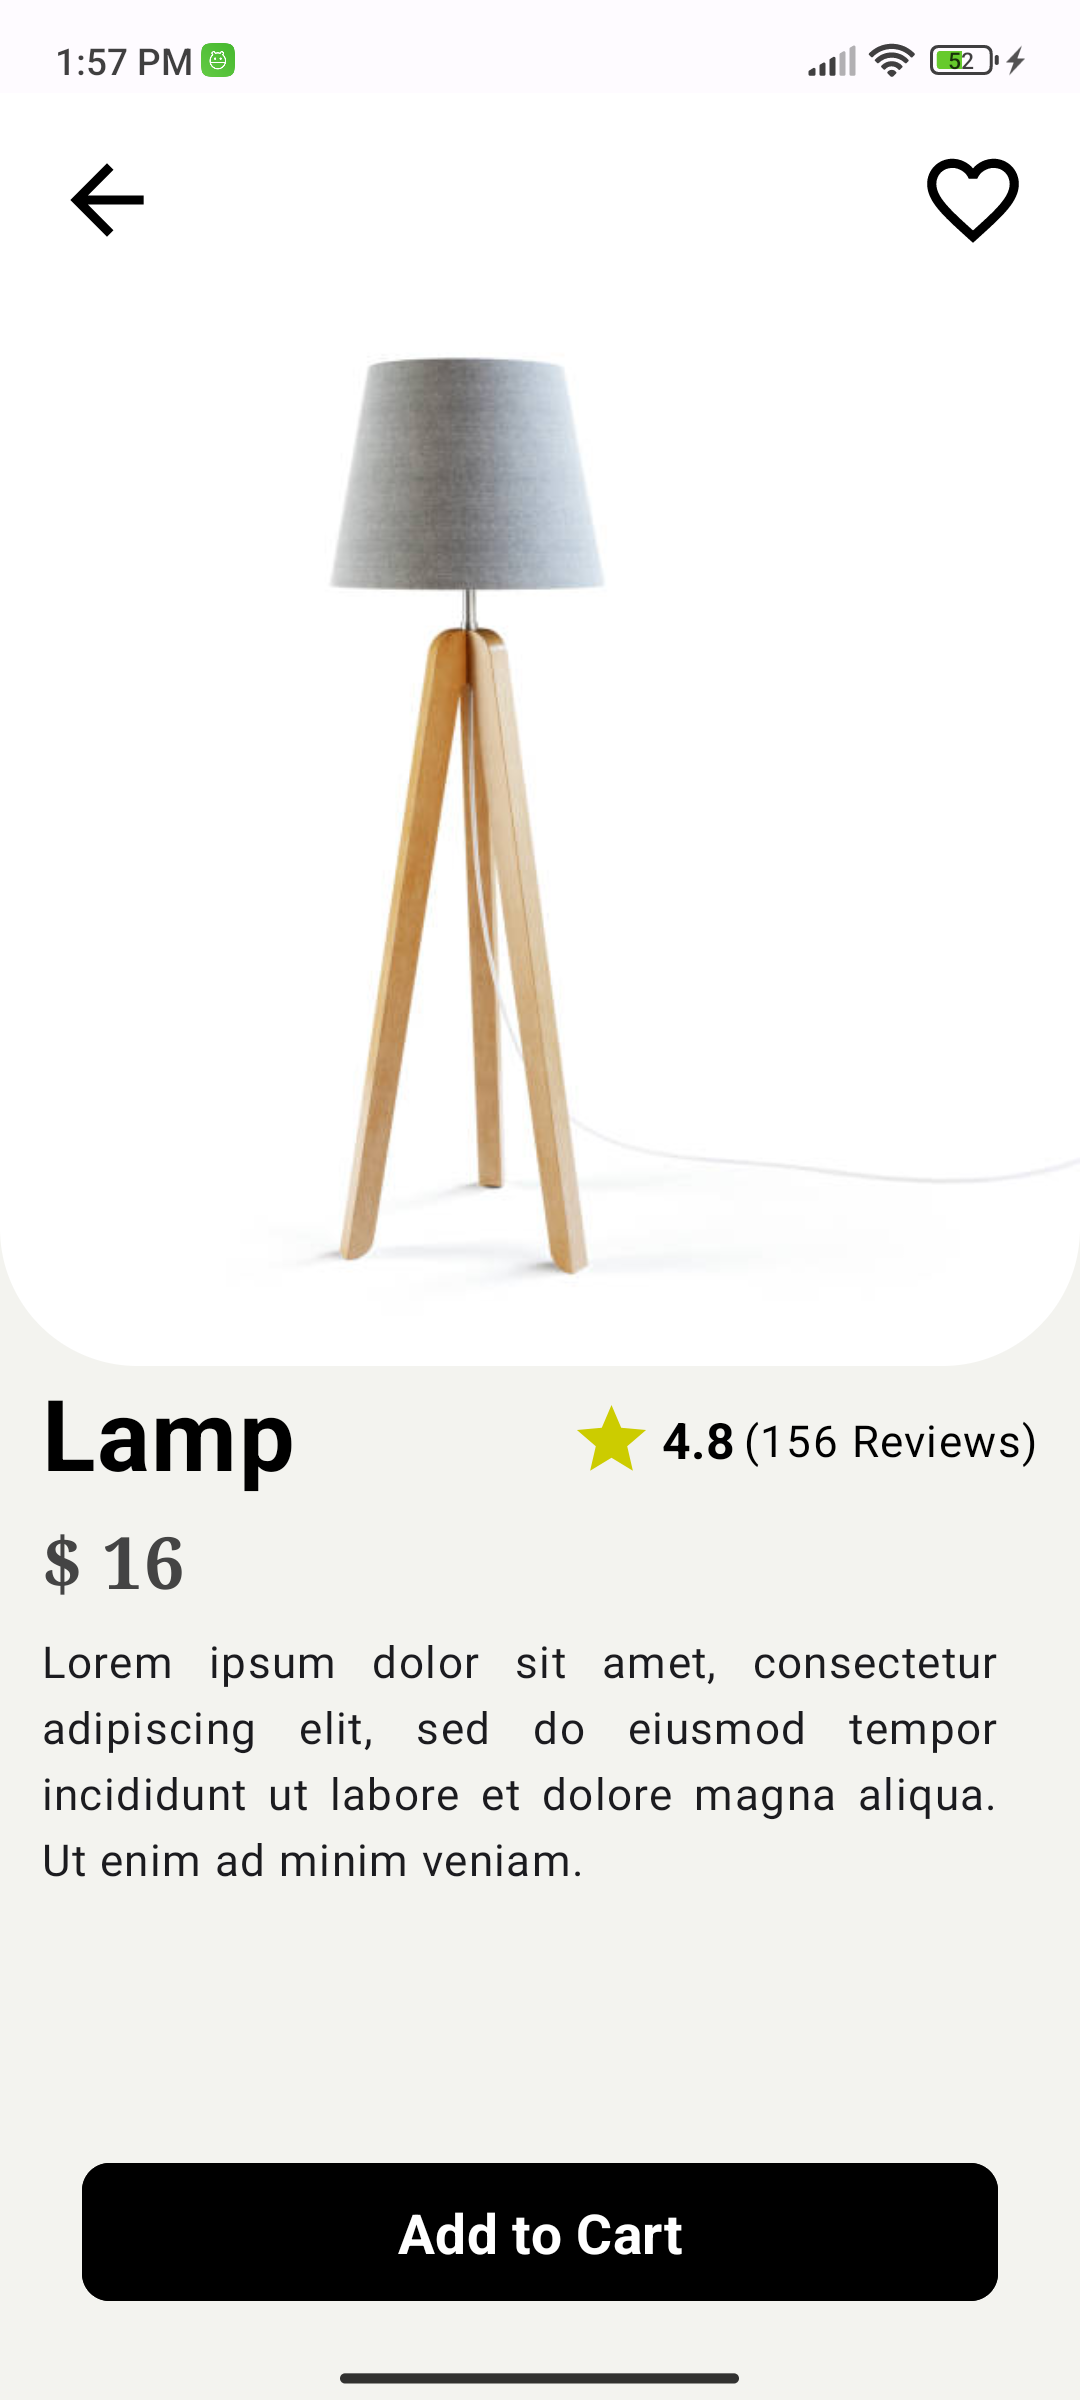 1:57 PM
52
Lamp
4.8 (156 Reviews)
$ 16
Lorem ipsum dolor sit amet, consectetur
adipiscing elit, sed do eiusmod tempor
incididunt ut labore et dolore magna aliqua.
Ut enim ad minim veniam.
Add to Cart